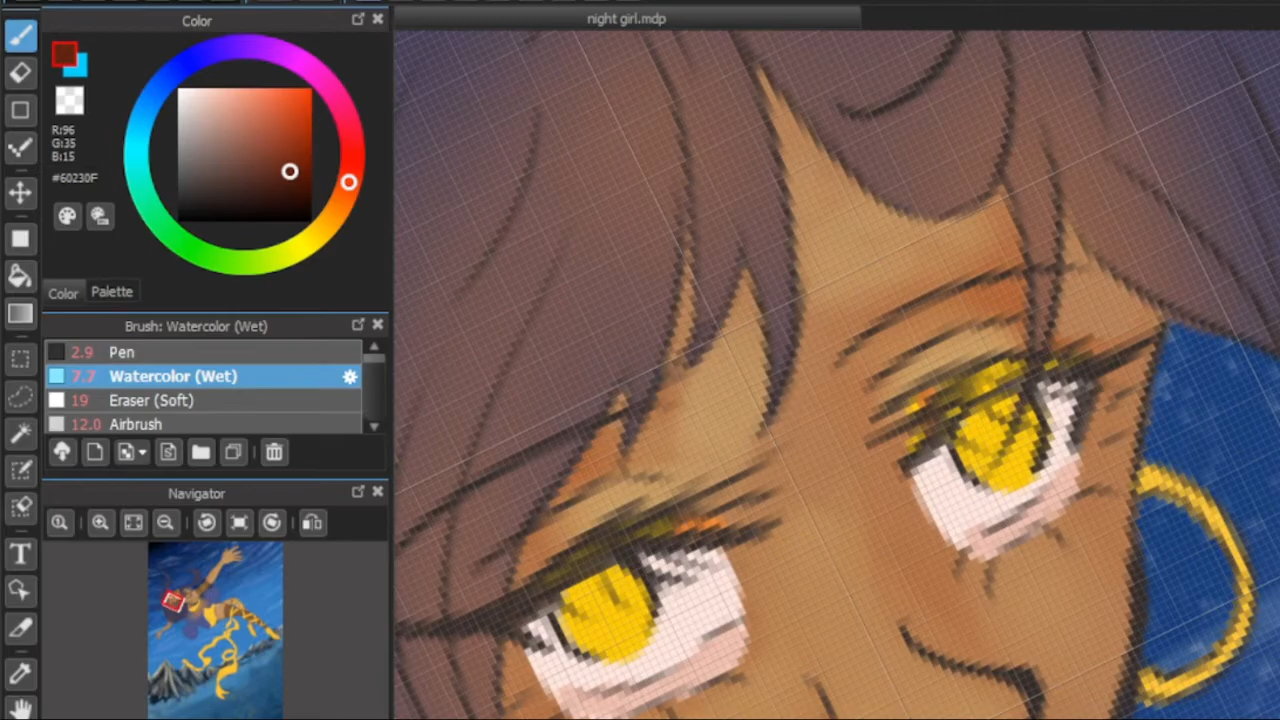 Color
night girl.mdp
R:96
G:35
B:15
#60230F
Color Palette
Brush: Watercolor (Wet)
2.9 Pen
7.7 Watercolor (Wet)
19 Eraser (Soft)
12.0 Airbrush
Navigator